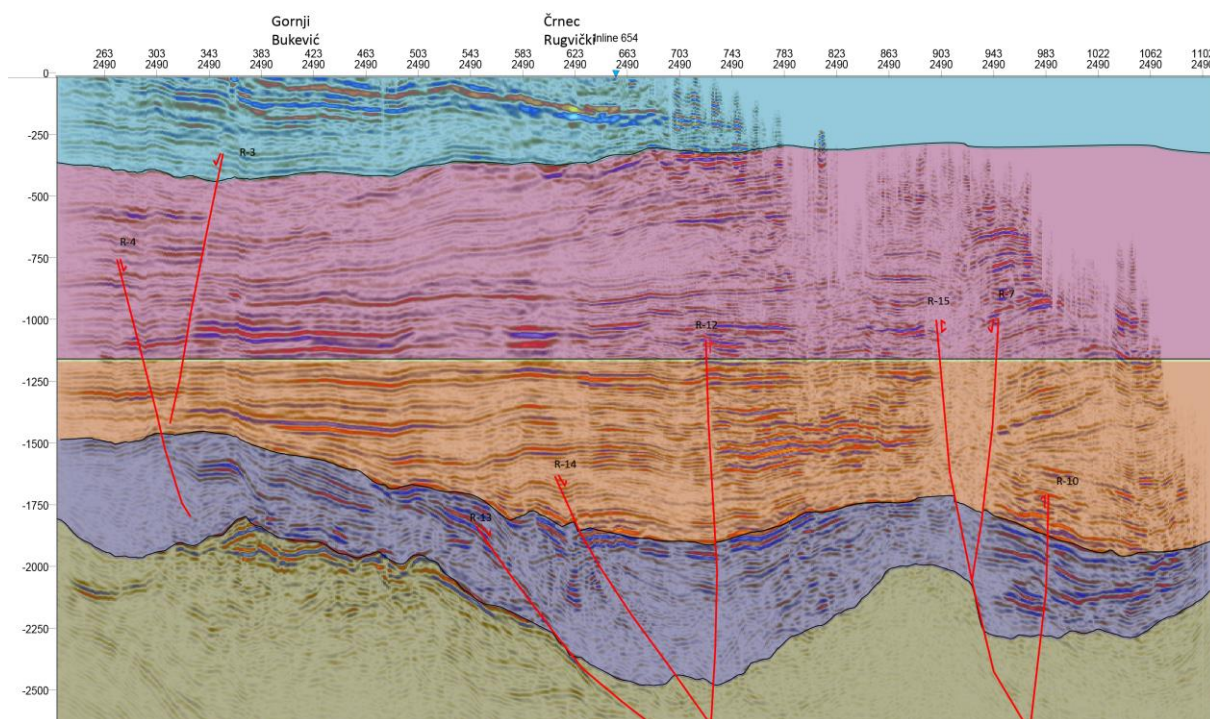 Gornji
Bukević
Črnec
Rugvički
Inline 654
263 303 343 383 423 463 503 543 583 623 663 703 743 783 823 863 903 943 983 1022 1062 1102
2490 2490 2490 2490 2490 2490 2490 2490 2490 2490 2490 2490 2490 2490 2490 2490 2490 2490 2490 2490 2490 2490
0
-250
R-3
-500
R-4
-750
-1000
R-15
R-7
R-12
-1250
-1500
R-14
R-10
-1750
R-13
-2000
-2250
-2500